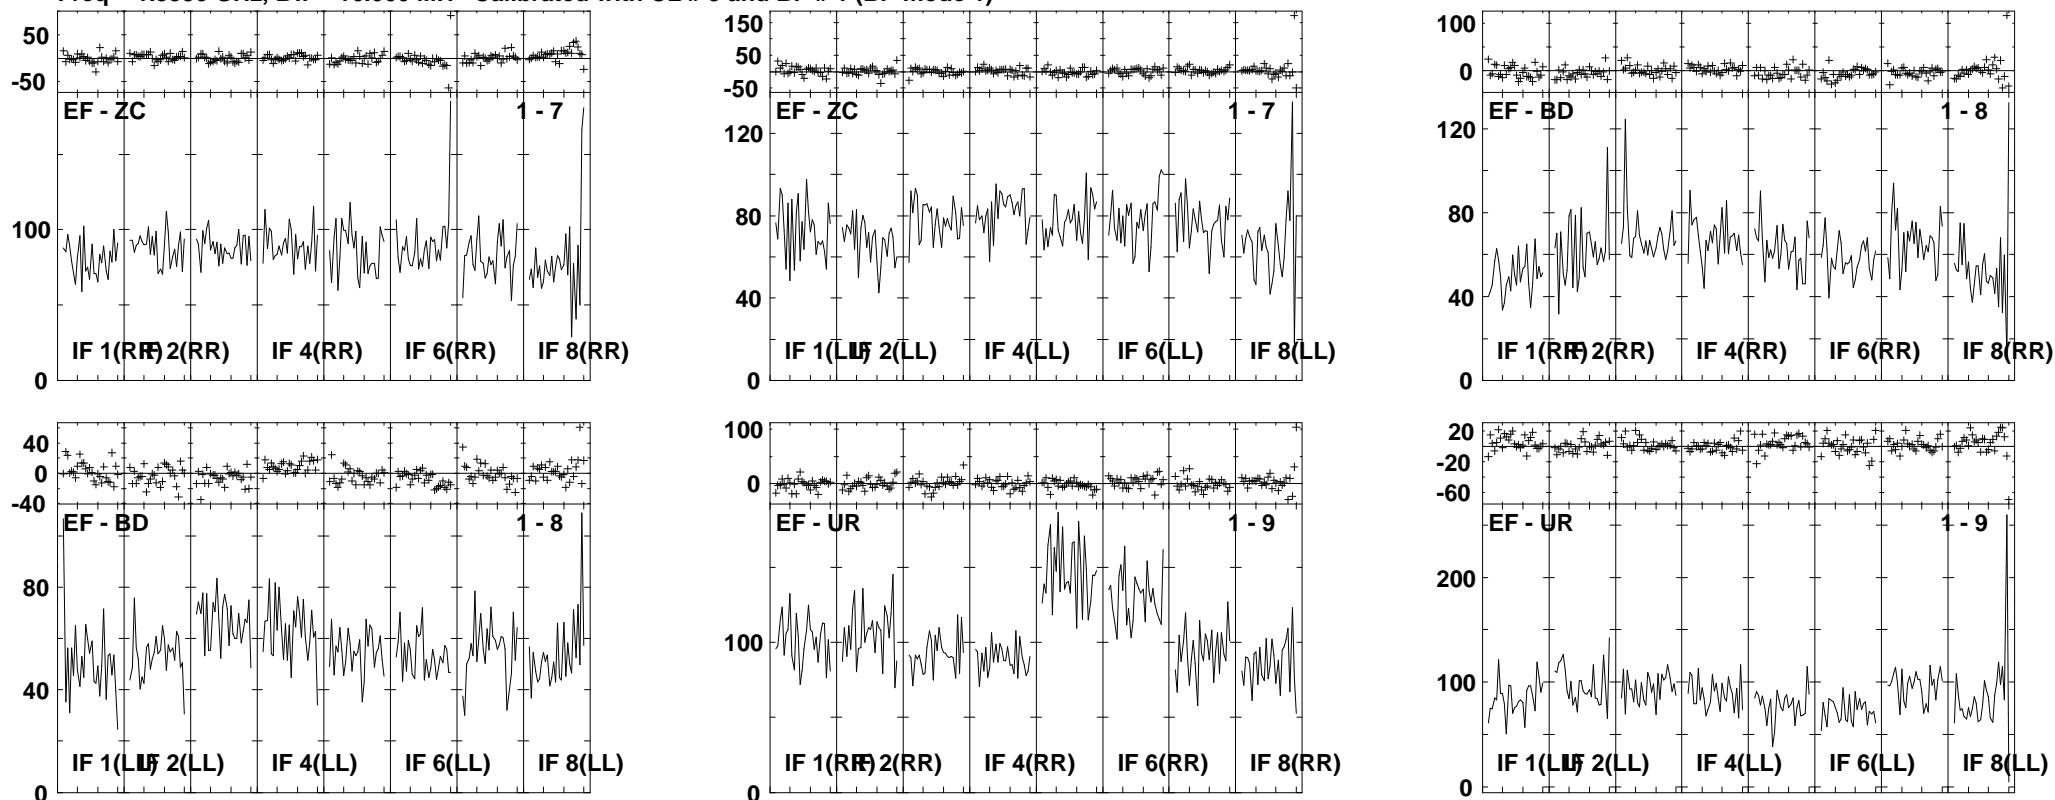 50
0
-50
EF - ZC 1 - 7
100
IF 1(RR) 2(RR) IF 4(RR) IF 6(RR) IF 8(RR)
0
150
50
0
-50
EF - ZC 1 - 7
120
80
40
IF 1(LL) 2(LL) IF 4(LL) IF 6(LL) IF 8(LL)
0
100
0
EF - BD 1 - 8
120
80
40
IF 1(RR) 2(RR) IF 4(RR) IF 6(RR) IF 8(RR)
0
40
0
-40
EF - BD 1 - 8
80
40
IF 1(LL) 2(LL) IF 4(LL) IF 6(LL) IF 8(LL)
0
100
0
EF - UR 1 - 9
100
IF 1(RR) 2(RR) IF 4(RR) IF 6(RR) IF 8(RR)
0
20
-20
-60
EF - UR 1 - 9
200
100
IF 1(LL) 2(LL) IF 4(LL) IF 6(LL) IF 8(LL)
0